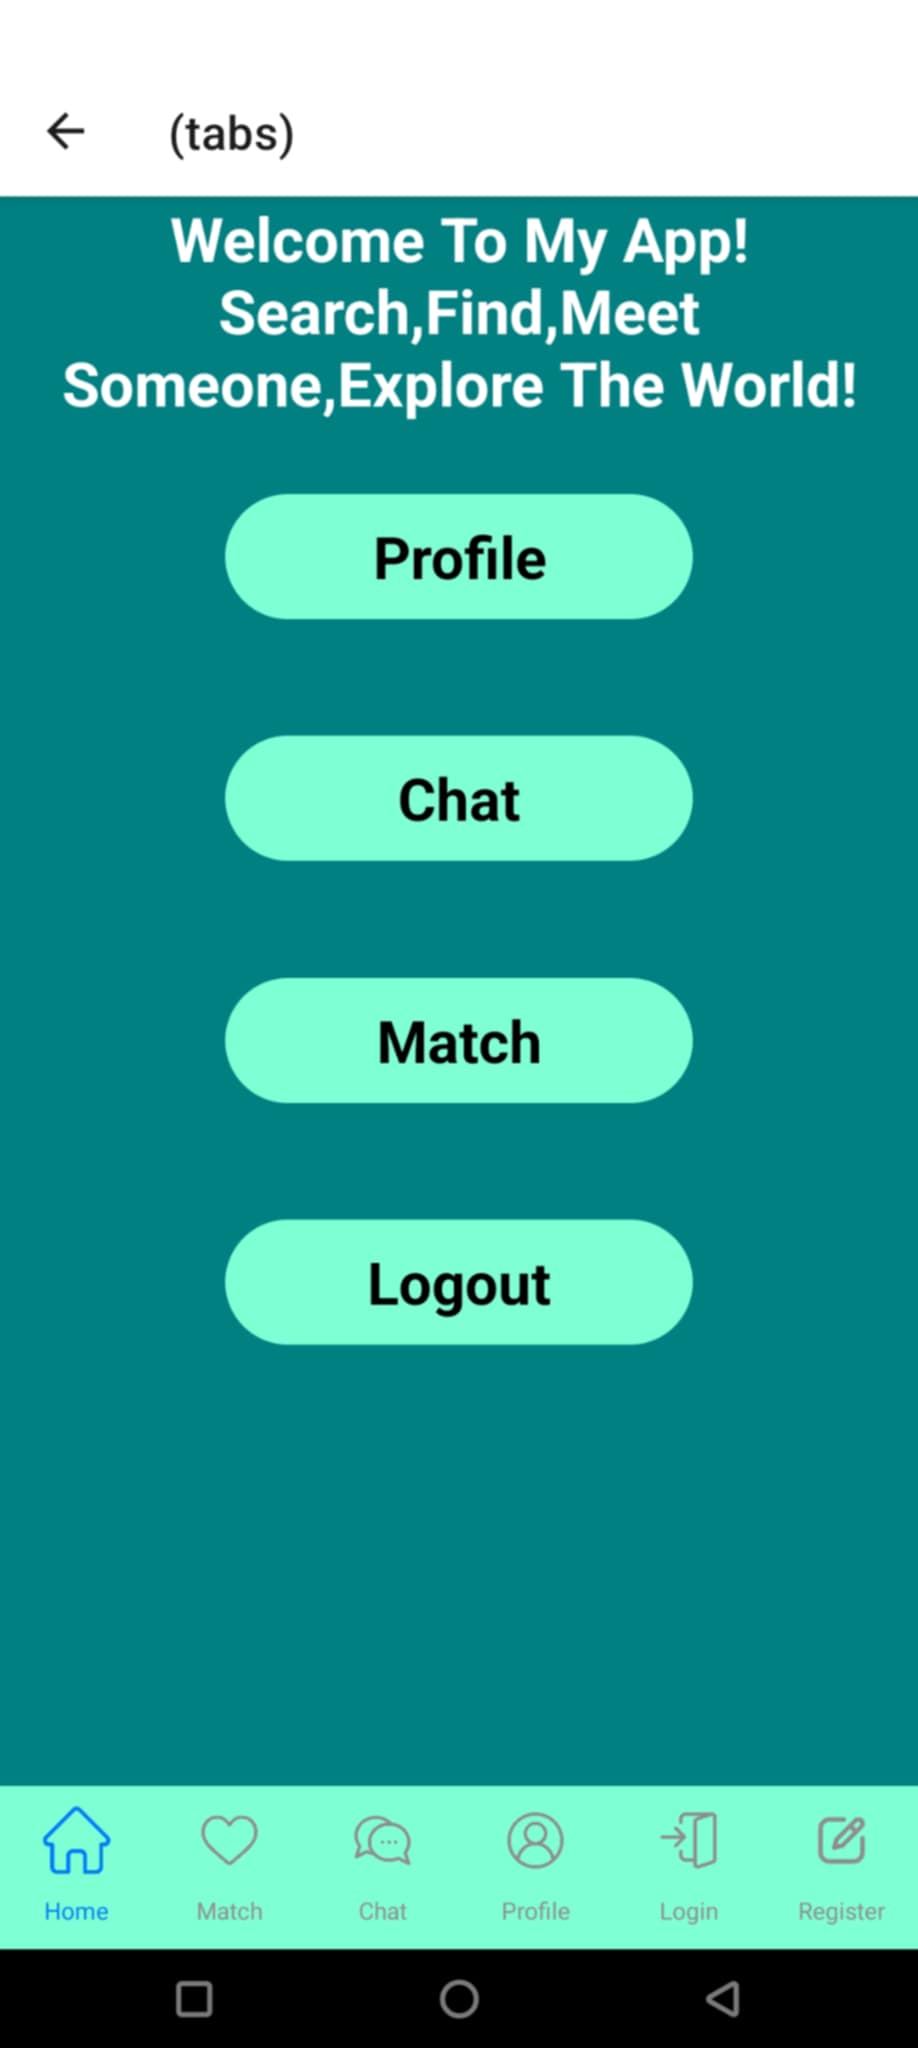 (tabs)
Welcome To My App!
Search,Find,Meet
Someone,Explore The World!
Profile
Chat
Match
Logout
Home Match Chat Profile Login Register